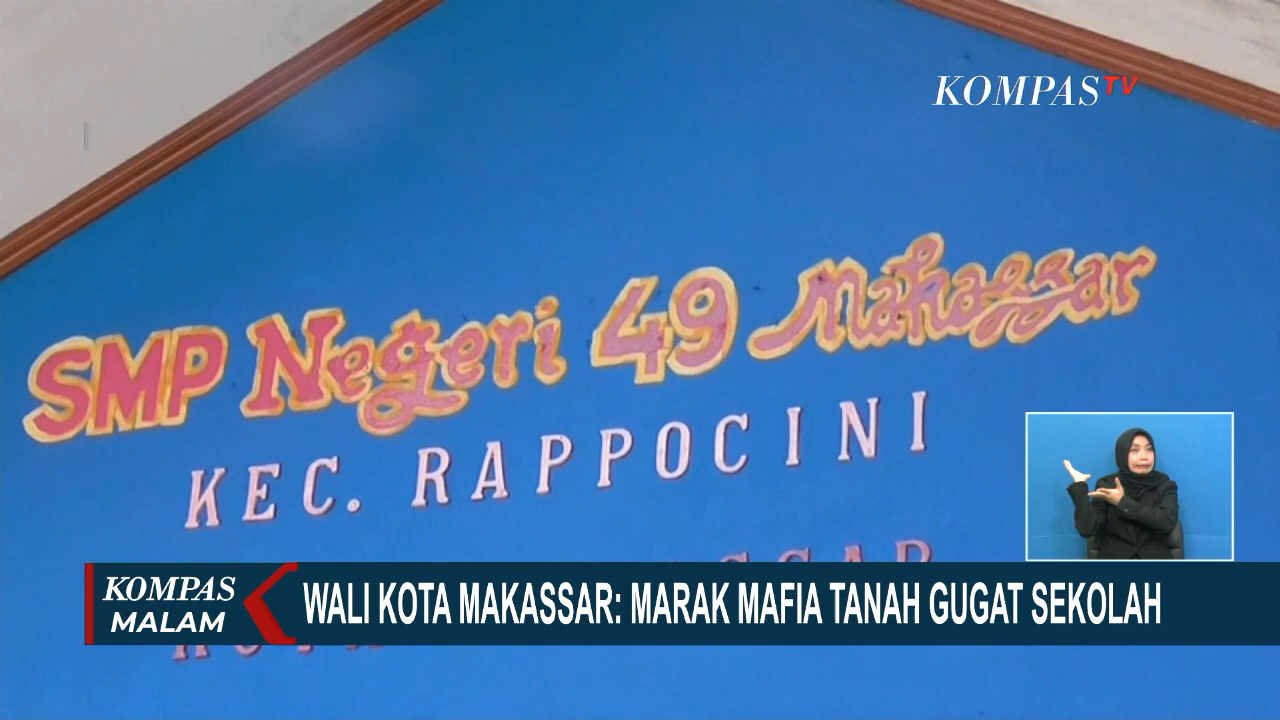 KOMPASTV
SMP Negeri 49 Makassar
KEC. RAPPOCINI
KOMPAS
MALAM
WALI KOTA MAKASSAR: MARAK MAFIA TANAH GUGAT SEKOLAH